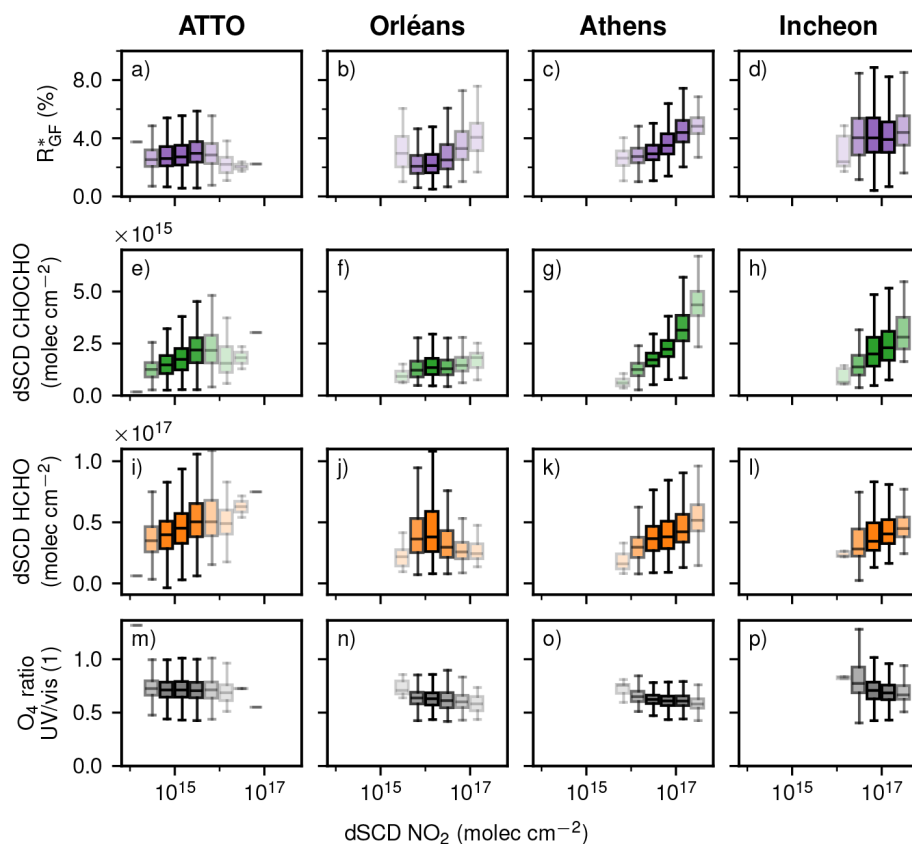 ATTO Orléans Athens Incheon
a) b) c) d)
8.0
4.0
0.0
R*GF (%)
×10^15
e) f) g) h)
5.0
2.5
0.0
dSCD CHOCHO
(molec cm−2)
×10^17
i) j) k) l)
1.0
0.5
0.0
dSCD HCHO
(molec cm−2)
m) n) o) p)
1.0
0.5
0.0
O4 ratio
UV/vis (1)
10^15 10^17 10^15 10^17 10^15 10^17 10^15 10^17
dSCD NO2 (molec cm−2)